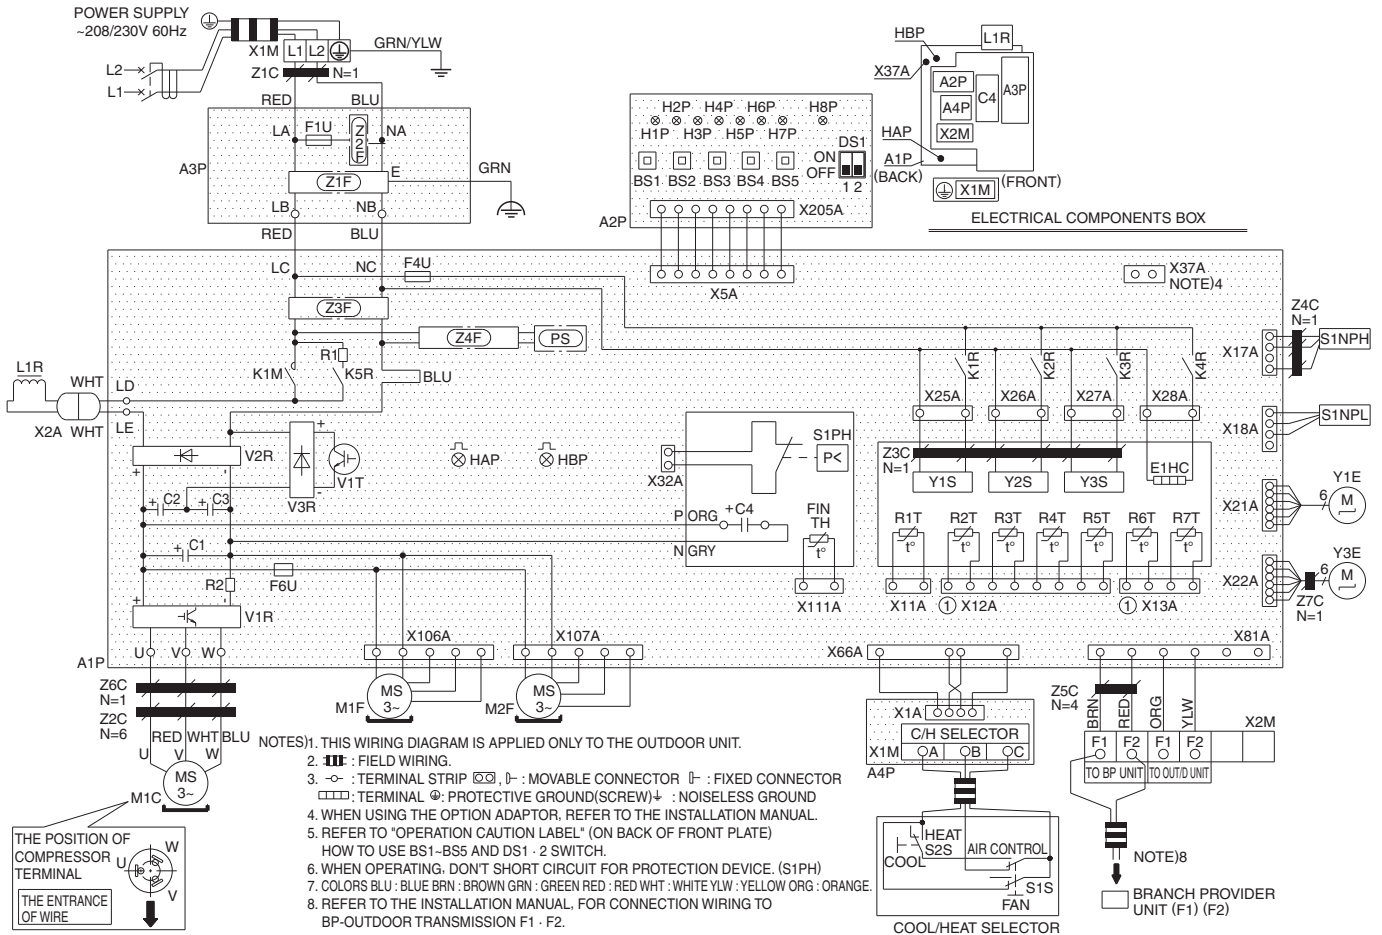 POWER SUPPLY
~208/230V 60Hz
X1M L1 L2
GRN/YLW
L2
L1
Z1C N=1
RED BLU
LA F1U Z2F NA
A3P
Z1F E
GRN
LB NB
RED BLU
H2P H4P H6P H8P
H1P H3P H5P H7P
DS1
ON
OFF
1 2
BS1 BS2 BS3 BS4 BS5
X205A
A2P
HBP L1R
X37A
A2P C4 A3P
A4P
HAP X2M
A1P
(BACK)
X1M (FRONT)
ELECTRICAL COMPONENTS BOX
LC NC F4U
X5A
X37A
NOTE)4
Z3F
Z4F PS
R1
K1M K5R BLU
K1R K2R K3R K4R
Z4C
N=1
X17A S1NPH
L1R
WHT LD
X2A WHT LE
X25A X26A X27A X28A
X18A S1NPL
+ V2R -
+ V1T
- V3R
HAP HBP
S1PH
P<
X32A
Z3C
N=1
Y1S Y2S Y3S E1HC
+ C2 + C3
P ORG + C4
N GRY
FIN
TH
t°
X111A
R1T R2T R3T R4T R5T R6T R7T
t° t° t° t° t° t° t°
X11A 1 X12A 1 X13A
Y1E
X21A 6 M
Y3E
X22A 6 M
Z7C
N=1
+ C1
R2 F6U
+ - V1R
U V W
A1P
X106A X107A X66A X81A
Z6C
N=1
Z2C
N=6
RED WHT BLU
U V W
MS
3~
M1C
MS
3~
M1F
MS
3~
M2F
X1A
C/H SELECTOR
X1M A B C
A4P
Z5C
N=4
BRN RED ORG YLW
X2M
F1 F2 F1 F2
TO BP UNIT TO OUT/D UNIT
HEAT
S2S
COOL
AIR CONTROL
S1S
FAN
COOL/HEAT SELECTOR
NOTE)8
BRANCH PROVIDER
UNIT (F1) (F2)
THE POSITION OF
COMPRESSOR
TERMINAL
W
U
V
THE ENTRANCE
OF WIRE
NOTES)1. THIS WIRING DIAGRAM IS APPLIED ONLY TO THE OUTDOOR UNIT.
2. : FIELD WIRING.
3. : TERMINAL STRIP , : MOVABLE CONNECTOR : FIXED CONNECTOR
: TERMINAL : PROTECTIVE GROUND(SCREW) : NOISELESS GROUND
4. WHEN USING THE OPTION ADAPTOR, REFER TO THE INSTALLATION MANUAL.
5. REFER TO "OPERATION CAUTION LABEL" (ON BACK OF FRONT PLATE)
HOW TO USE BS1~BS5 AND DS1 · 2 SWITCH.
6. WHEN OPERATING, DON'T SHORT CIRCUIT FOR PROTECTION DEVICE. (S1PH)
7. COLORS BLU : BLUE BRN : BROWN GRN : GREEN RED : RED WHT : WHITE YLW : YELLOW ORG : ORANGE.
8. REFER TO THE INSTALLATION MANUAL, FOR CONNECTION WIRING TO
BP-OUTDOOR TRANSMISSION F1 · F2.